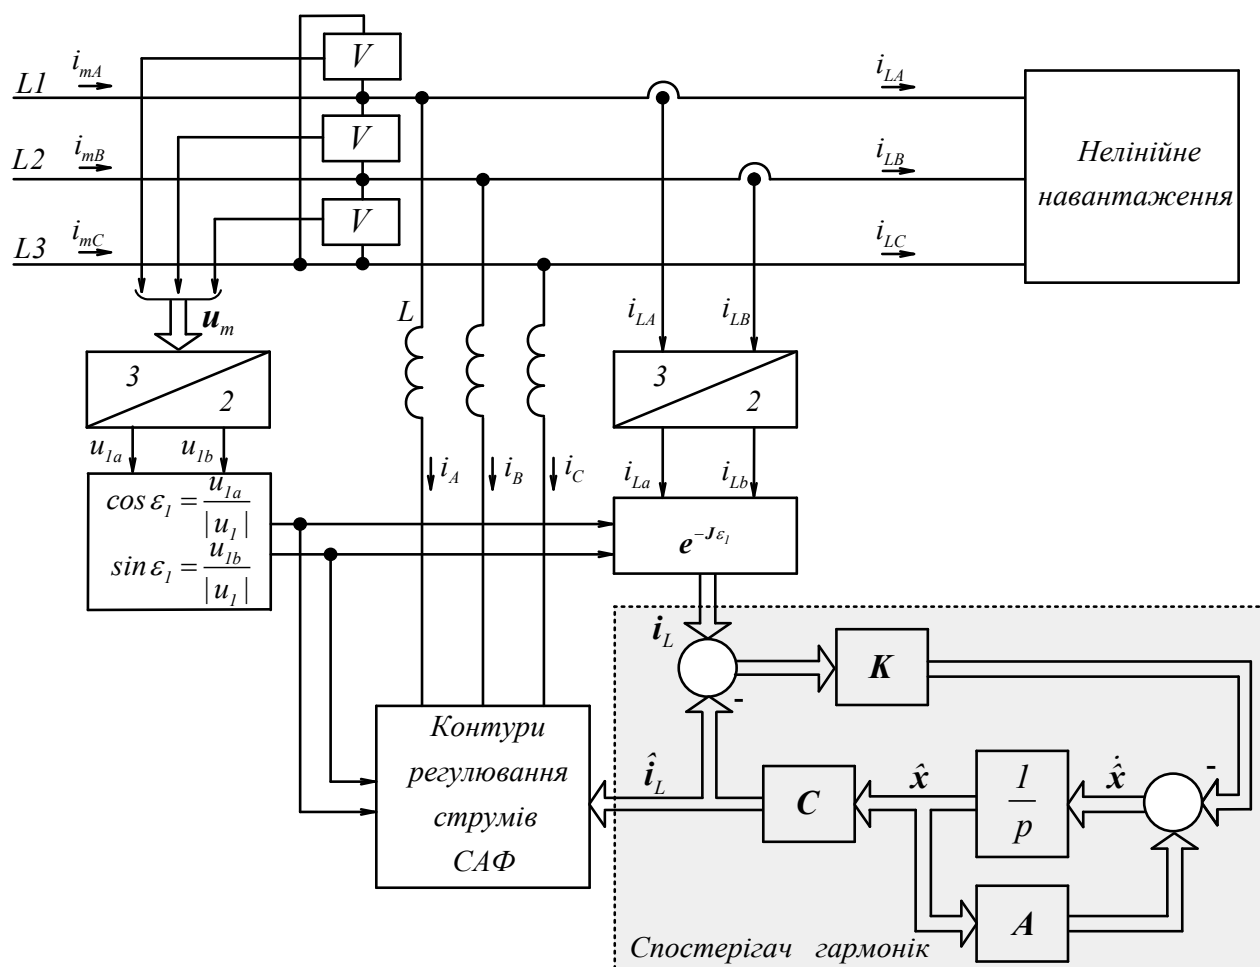 L1
i_mA
V
i_LA
L2
i_mB
V
i_LB
Нелінійне
навантаження
L3
i_mC
V
i_LC
u_m
L
i_LA
i_LB
3
2
3
2
u_1a
u_1b
i_A
i_B
i_C
i_La
i_Lb
cos ε_1 = u_1a / |u_1|
sin ε_1 = u_1b / |u_1|
e^{-Jε_1}
i_L
K
-
Контури
регулювання
струмів
САФ
î_L
C
x̂
1/p
ẋ̂
-
A
Спостерігач гармонік